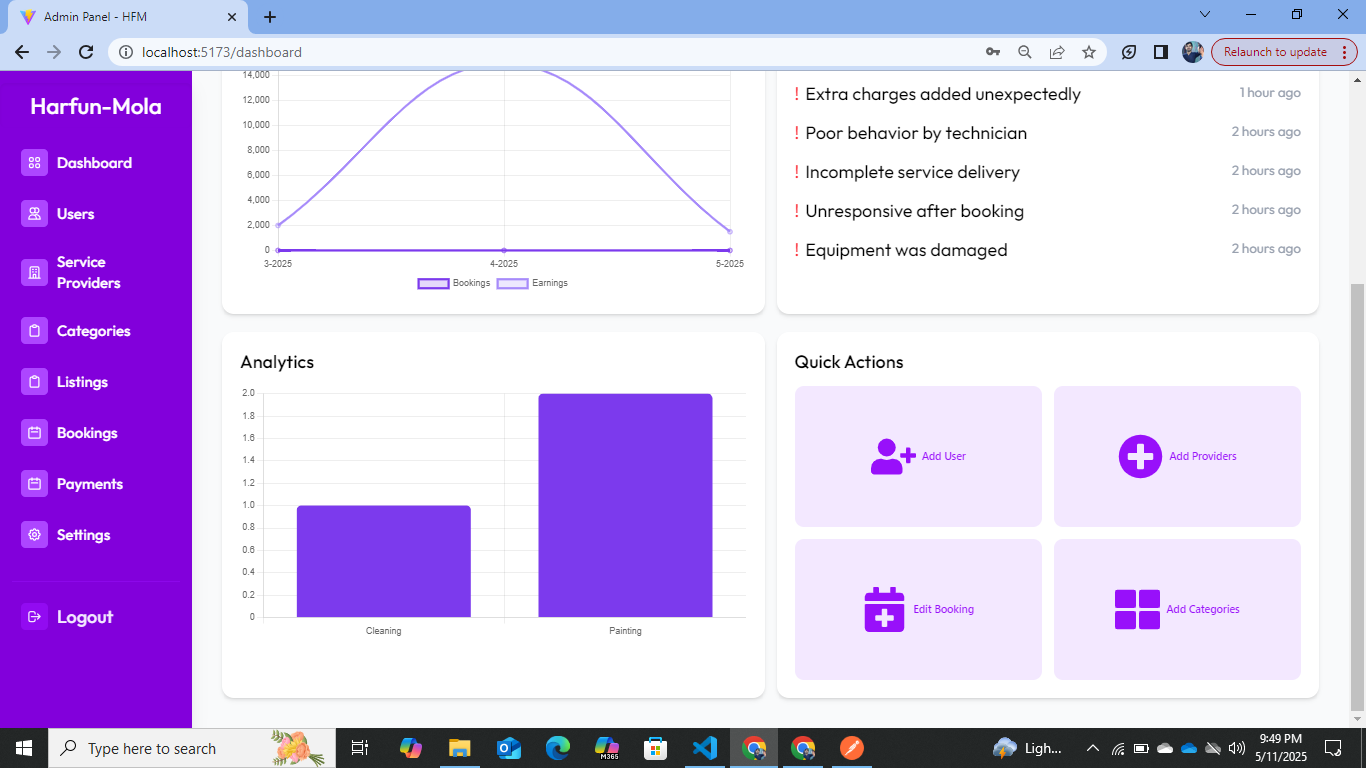 Admin Panel - HFM
localhost:5173/dashboard
Relaunch to update
Harfun-Mola
Dashboard
Users
Service
Providers
Categories
Listings
Bookings
Payments
Settings
Logout
14,000
12,000
10,000
8,000
6,000
4,000
2,000
0
3-2025 4-2025 5-2025
Bookings Earnings
! Extra charges added unexpectedly 1 hour ago
! Poor behavior by technician 2 hours ago
! Incomplete service delivery 2 hours ago
! Unresponsive after booking 2 hours ago
! Equipment was damaged 2 hours ago
Analytics
2.0
1.8
1.6
1.4
1.2
1.0
0.8
0.6
0.4
0.2
0
Cleaning Painting
Quick Actions
Add User
Add Providers
Edit Booking
Add Categories
Type here to search
M365
Ligh...
9:49 PM
5/11/2025